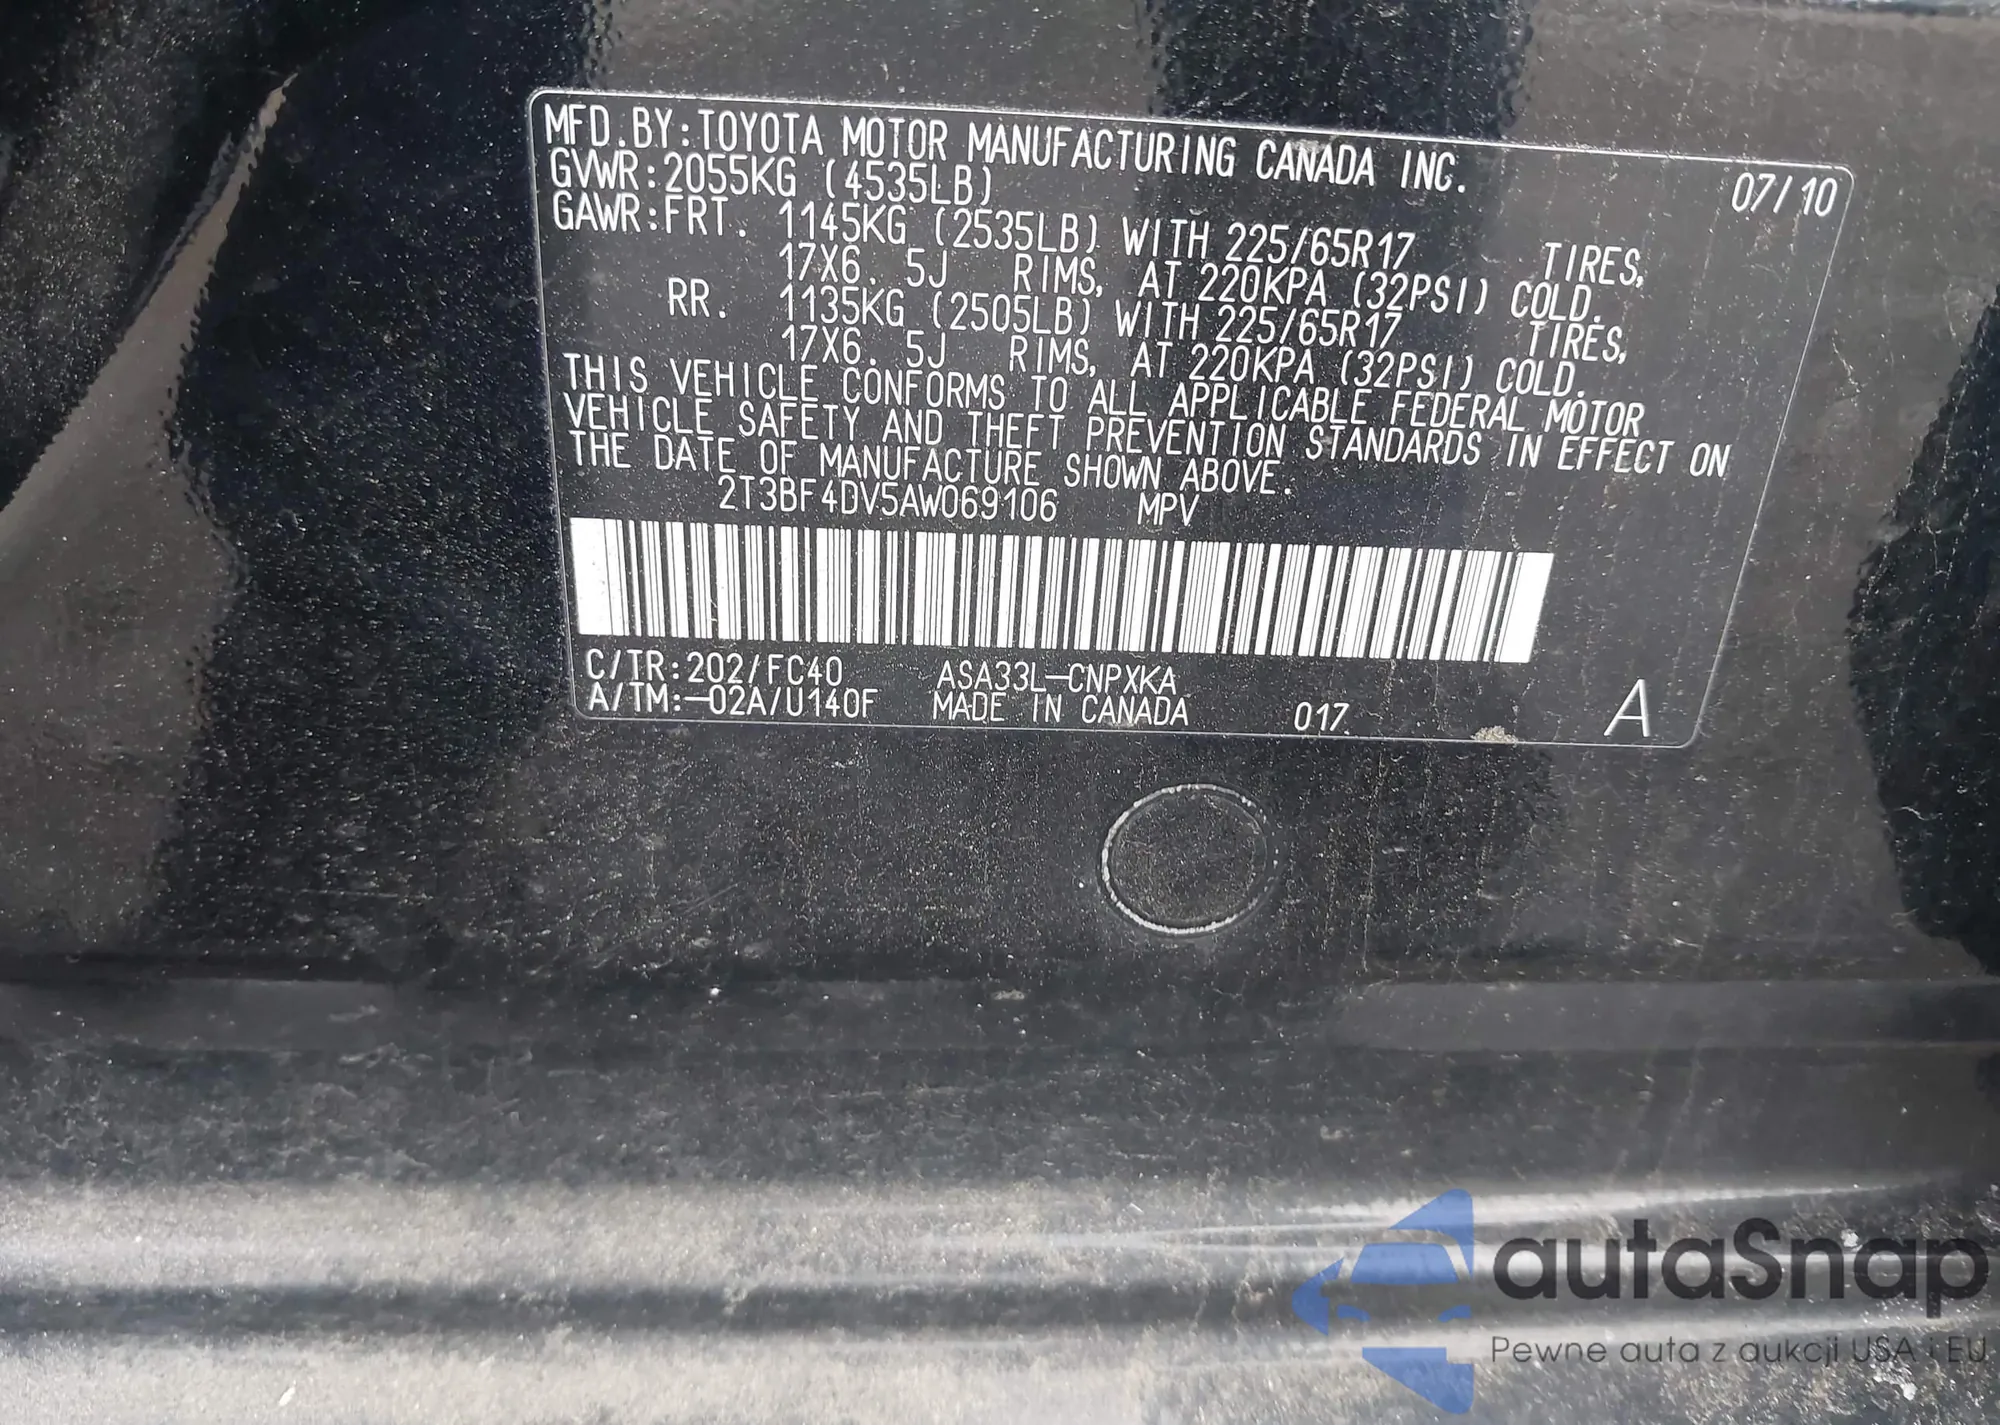 MFD.BY:TOYOTA MOTOR MANUFACTURING CANADA INC.
07/10
GVWR:2055KG (4535LB)
GAWR:FRT. 1145KG (2535LB) WITH 225/65R17 TIRES,
17X6. 5J RIMS, AT 220KPA (32PSI) COLD.
RR. 1135KG (2505LB) WITH 225/65R17 TIRES,
17X6. 5J RIMS, AT 220KPA (32PSI) COLD.
THIS VEHICLE CONFORMS TO ALL APPLICABLE FEDERAL MOTOR
VEHICLE SAFETY AND THEFT PREVENTION STANDARDS IN EFFECT ON
THE DATE OF MANUFACTURE SHOWN ABOVE.
2T3BF4DV5AW069106 MPV
C/TR:202/FC40 ASA33L-CNPXKA
A/TM:-02A/U140F MADE IN CANADA 017 A
autaSnap
Pewne auta z aukcji USA i EU